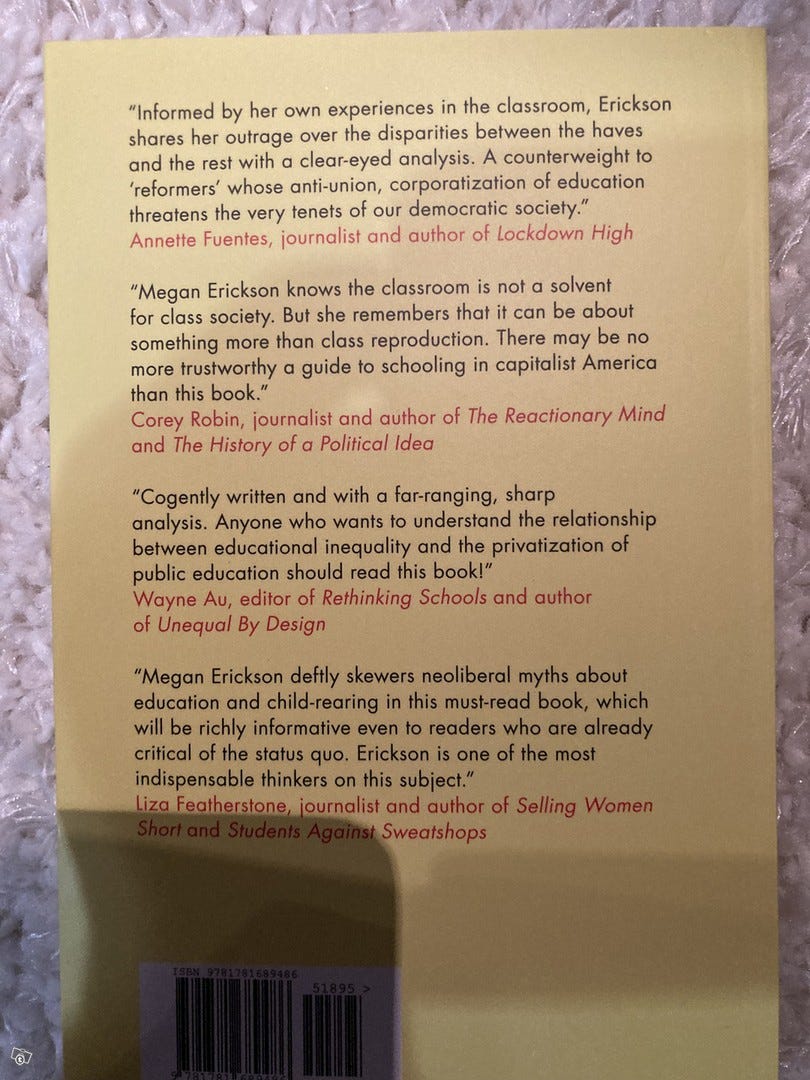 “Informed by her own experiences in the classroom, Erickson
shares her outrage over the disparities between the haves
and the rest with a clear-eyed analysis. A counterweight to
‘reformers’ whose anti-union, corporatization of education
threatens the very tenets of our democratic society.”
Annette Fuentes, journalist and author of Lockdown High
“Megan Erickson knows the classroom is not a solvent
for class society. But she remembers that it can be about
something more than class reproduction. There may be no
more trustworthy a guide to schooling in capitalist America
than this book.”
Corey Robin, journalist and author of The Reactionary Mind
and The History of a Political Idea
“Cogently written and with a far-ranging, sharp
analysis. Anyone who wants to understand the relationship
between educational inequality and the privatization of
public education should read this book!”
Wayne Au, editor of Rethinking Schools and author
of Unequal By Design
“Megan Erickson deftly skewers neoliberal myths about
education and child-rearing in this must-read book, which
will be richly informative even to readers who are already
critical of the status quo. Erickson is one of the most
indispensable thinkers on this subject.”
Liza Featherstone, journalist and author of Selling Women
Short and Students Against Sweatshops
ISBN 9781781689486
51895 >
9 781781 689486